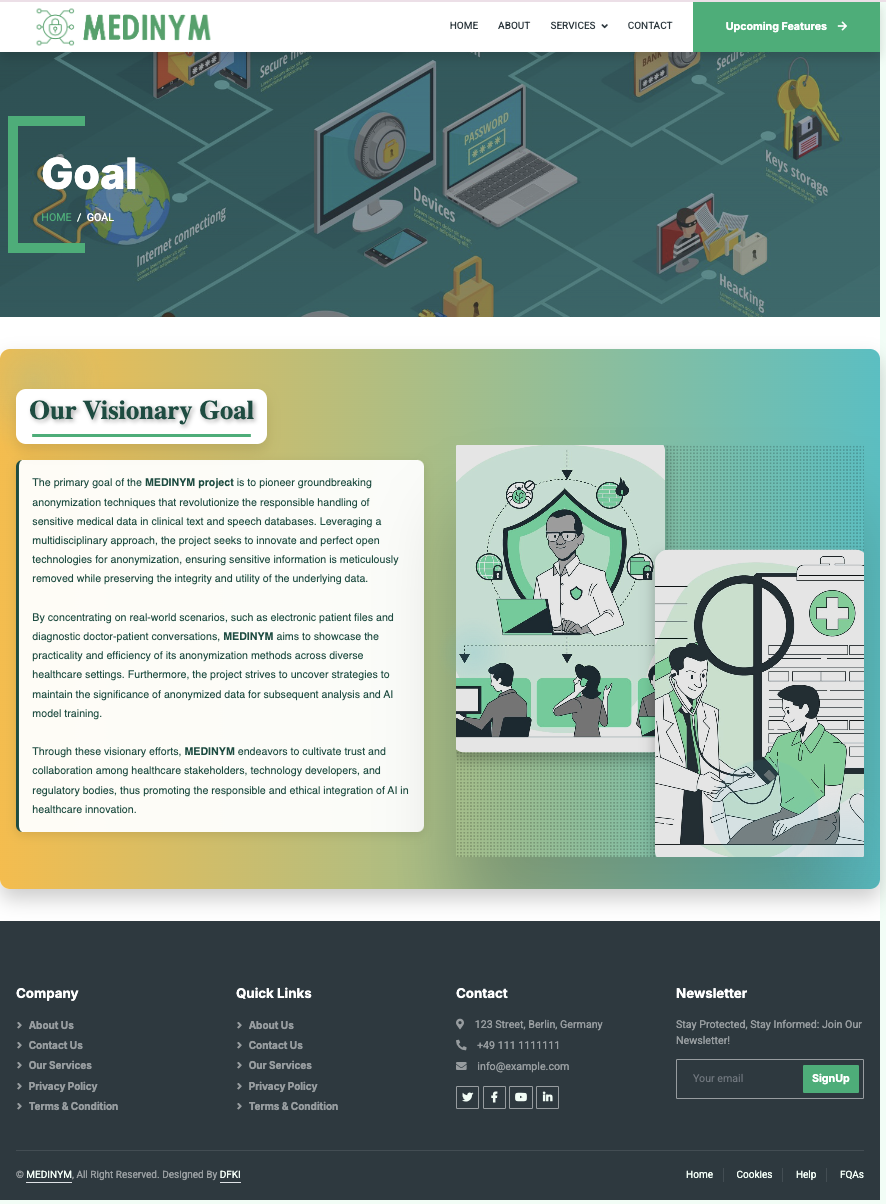 MEDINYM
HOME ABOUT SERVICES CONTACT
Upcoming Features
Secure
BANK
PASSWORD
****
Keys storage
Goal
HOME / GOAL
Devices
Internet connecting
Heacking
Our Visionary Goal
The primary goal of the MEDINYM project is to pioneer groundbreaking
anonymization techniques that revolutionize the responsible handling of
sensitive medical data in clinical text and speech databases. Leveraging a
multidisciplinary approach, the project seeks to innovate and perfect open
technologies for anonymization, ensuring sensitive information is meticulously
removed while preserving the integrity and utility of the underlying data.
By concentrating on real-world scenarios, such as electronic patient files and
diagnostic doctor-patient conversations, MEDINYM aims to showcase the
practicality and efficiency of its anonymization methods across diverse
healthcare settings. Furthermore, the project strives to uncover strategies to
maintain the significance of anonymized data for subsequent analysis and AI
model training.
Through these visionary efforts, MEDINYM endeavors to cultivate trust and
collaboration among healthcare stakeholders, technology developers, and
regulatory bodies, thus promoting the responsible and ethical integration of AI in
healthcare innovation.
Company
About Us
Contact Us
Our Services
Privacy Policy
Terms & Condition
Quick Links
About Us
Contact Us
Our Services
Privacy Policy
Terms & Condition
Contact
123 Street, Berlin, Germany
+49 111 1111111
info@example.com
Newsletter
Stay Protected, Stay Informed: Join Our
Newsletter!
Your email
SignUp
© MEDINYM, All Right Reserved. Designed By DFKI
Home Cookies Help FQAs